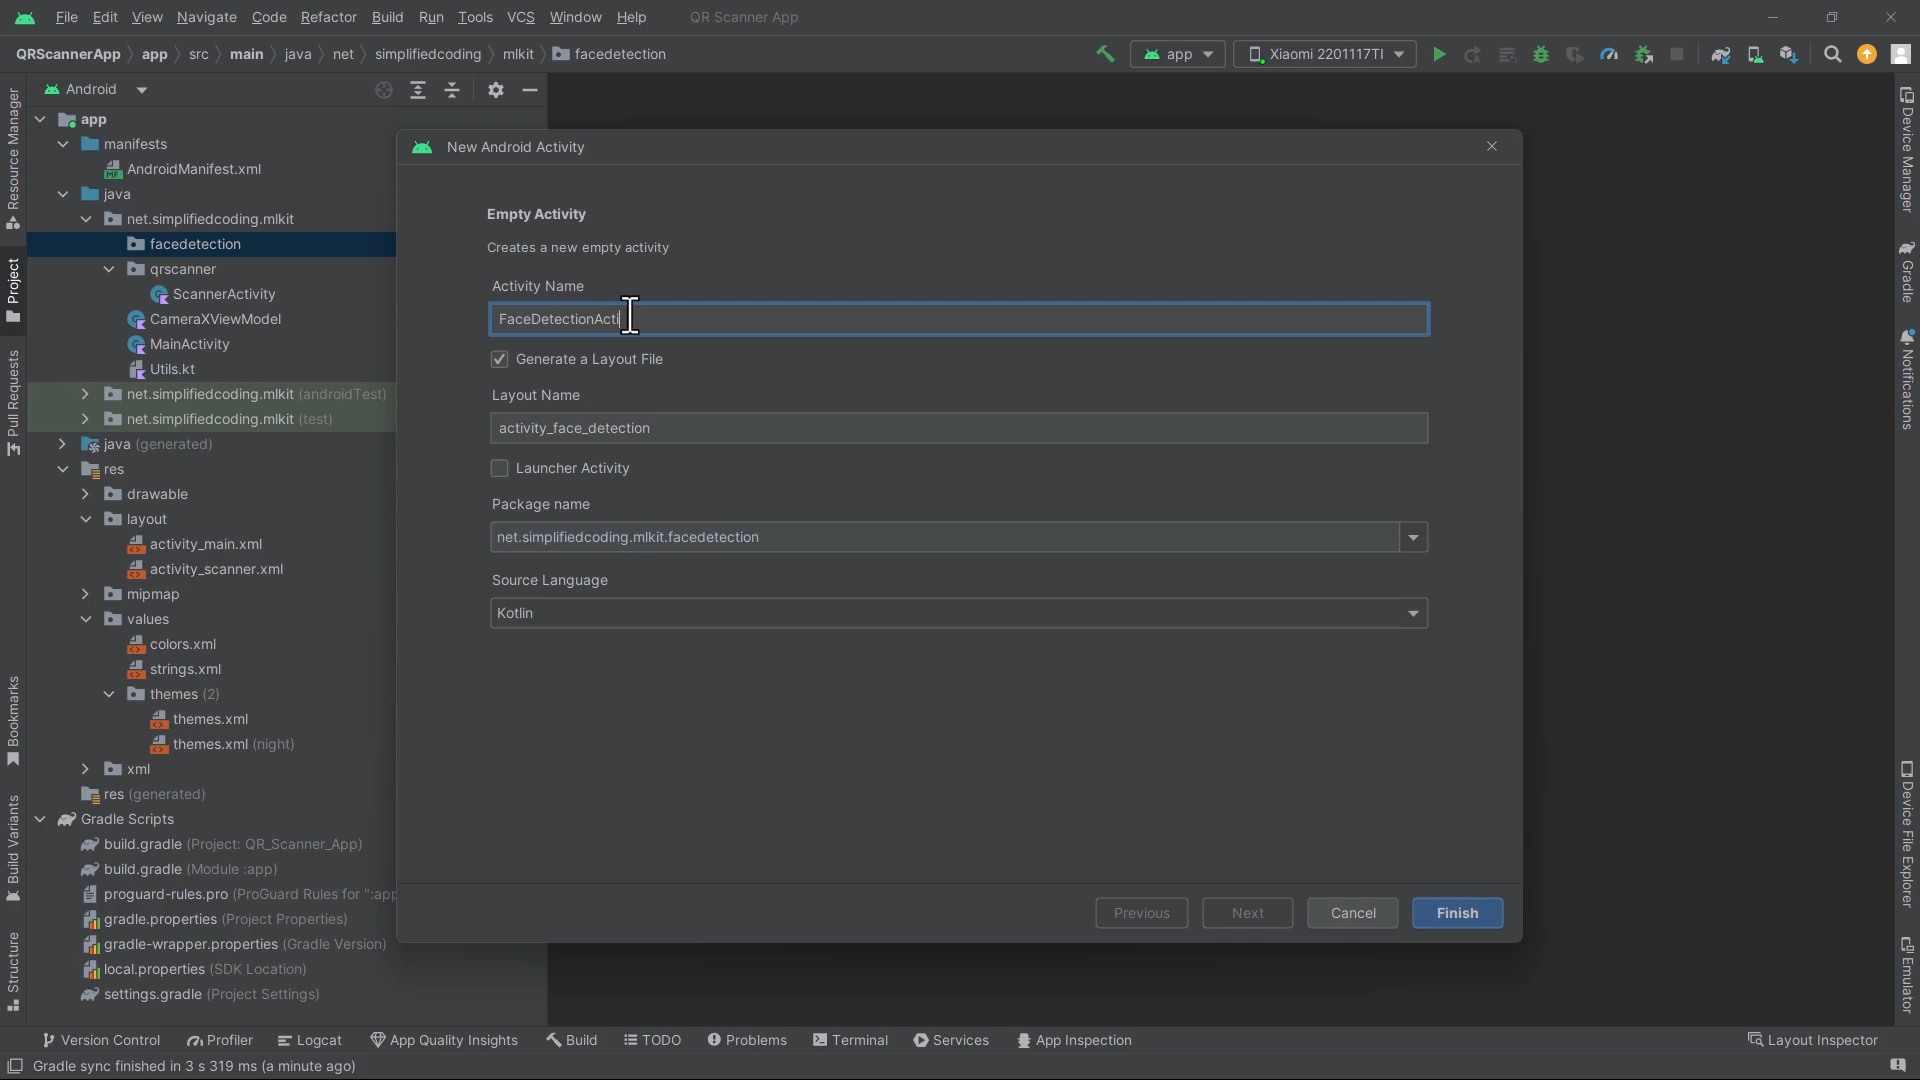 File Edit View Navigate Code Refactor Build Run Tools VCS Window Help QR Scanner App
QRScannerApp app src main java net simplifiedcoding mlkit facedetection
app Xiaomi 2201117TI
Android
Resource Manager
Project
Pull Requests
Bookmarks
Build Variants
Structure
app
manifests
AndroidManifest.xml
java
net.simplifiedcoding.mlkit
facedetection
qrscanner
ScannerActivity
CameraXViewModel
MainActivity
Utils.kt
net.simplifiedcoding.mlkit (androidTest)
net.simplifiedcoding.mlkit (test)
java (generated)
res
drawable
layout
activity_main.xml
activity_scanner.xml
mipmap
values
colors.xml
strings.xml
themes (2)
themes.xml
themes.xml (night)
xml
res (generated)
Gradle Scripts
build.gradle (Project: QR_Scanner_App)
build.gradle (Module :app)
proguard-rules.pro (ProGuard Rules for ":app
gradle.properties (Project Properties)
gradle-wrapper.properties (Gradle Version)
local.properties (SDK Location)
settings.gradle (Project Settings)
New Android Activity
Empty Activity
Creates a new empty activity
Activity Name
FaceDetectionActi
Generate a Layout File
Layout Name
activity_face_detection
Launcher Activity
Package name
net.simplifiedcoding.mlkit.facedetection
Source Language
Kotlin
Previous Next Cancel Finish
Device Manager
Gradle
Notifications
Device File Explorer
Emulator
Version Control Profiler Logcat App Quality Insights Build TODO Problems Terminal Services App Inspection Layout Inspector
Gradle sync finished in 3 s 319 ms (a minute ago)